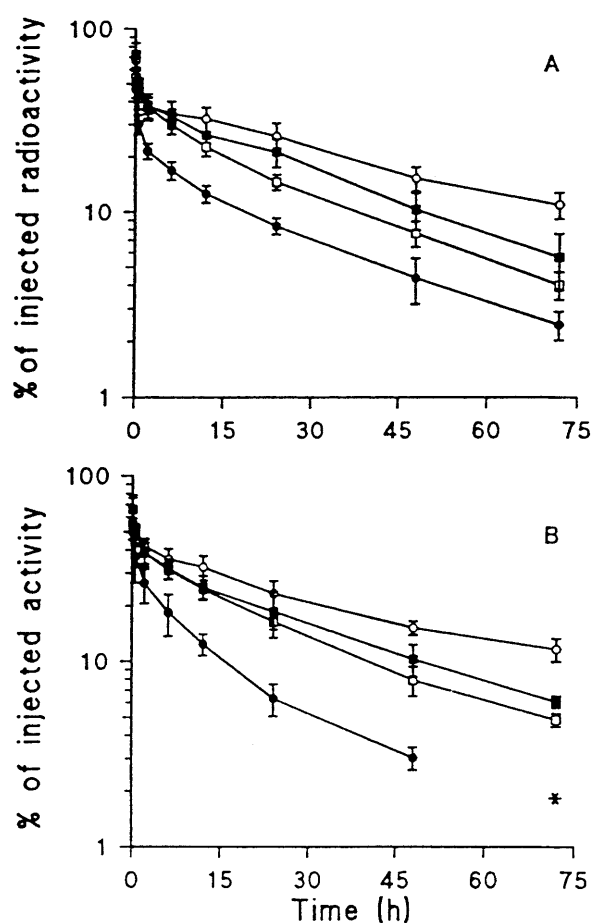 100
A
10
1
0 15 30 45 60 75
% of injected radioactivity
100
B
10
*
1
0 15 30 45 60 75
% of injected activity
Time (h)